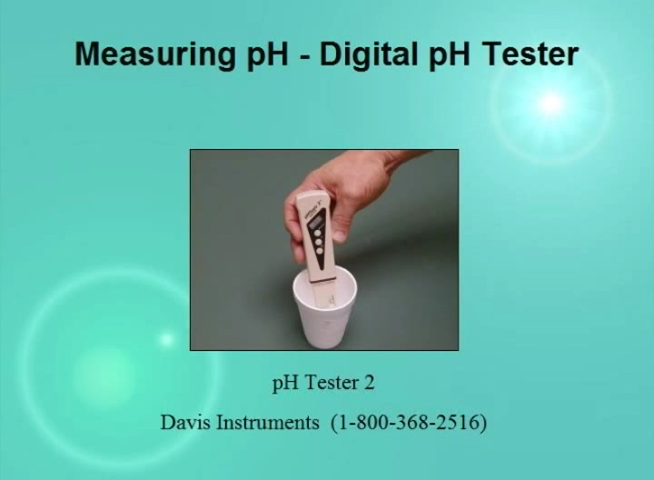 Measuring pH - Digital pH Tester
pH Tester 2
Davis Instruments (1-800-368-2516)